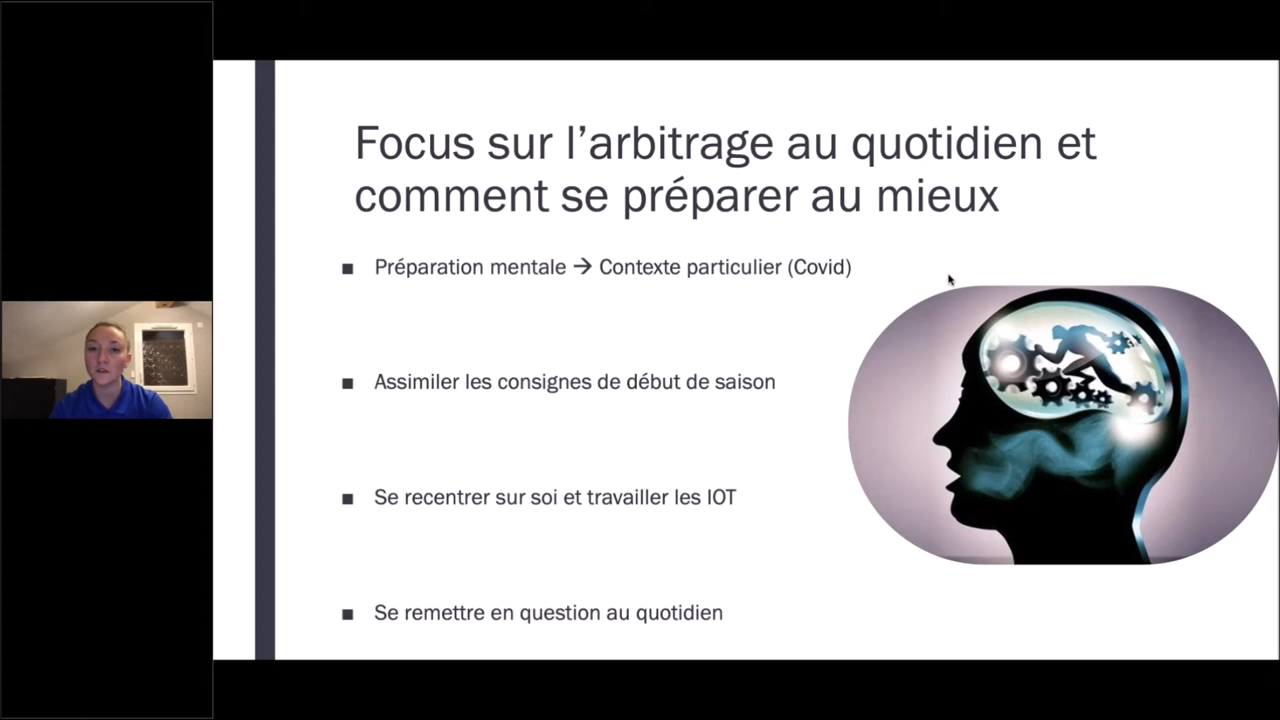 Focus sur l’arbitrage au quotidien et
comment se préparer au mieux
■ Préparation mentale → Contexte particulier (Covid)
■ Assimiler les consignes de début de saison
■ Se recentrer sur soi et travailler les IOT
■ Se remettre en question au quotidien